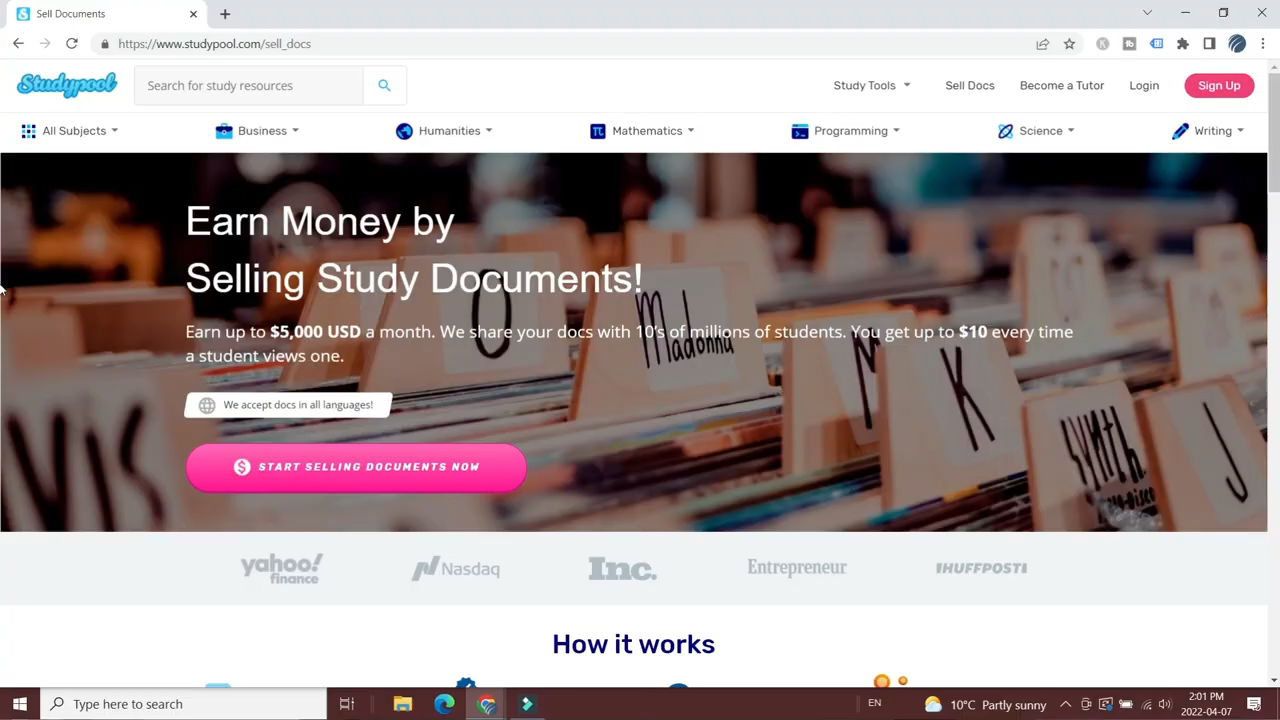 Sell Documents
https://www.studypool.com/sell_docs
Studypool
Search for study resources
Study Tools
Sell Docs
Become a Tutor
Login
Sign Up
All Subjects
Business
Humanities
Mathematics
Programming
Science
Writing
Earn Money by
Selling Study Documents!
Earn up to $5,000 USD a month. We share your docs with 10's of millions of students. You get up to $10 every time
a student views one.
We accept docs in all languages!
START SELLING DOCUMENTS NOW
O
Madonna
K
J
synth
VIS
yahoo!
finance
Nasdaq
Inc.
Entrepreneur
IHUFFPOSTI
How it works
Type here to search
EN
10°C Partly sunny
2:01 PM
2022-04-07